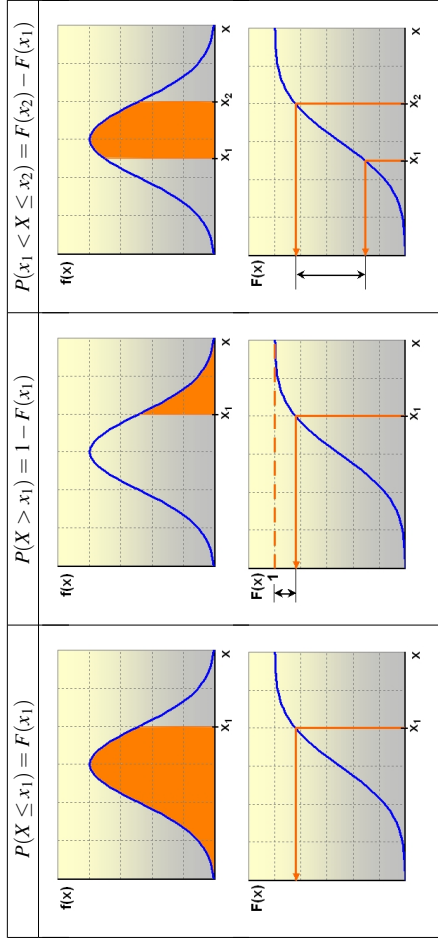 P(X ≤ x₁) = F(x₁)
P(X > x₁) = 1 − F(x₁)
P(x₁ < X ≤ x₂) = F(x₂) − F(x₁)
f(x)
x₁
x
f(x)
x₁
x
f(x)
x₁
x₂
x
F(x)
x₁
x
F(x)
1
x₁
x
F(x)
x₁
x₂
x